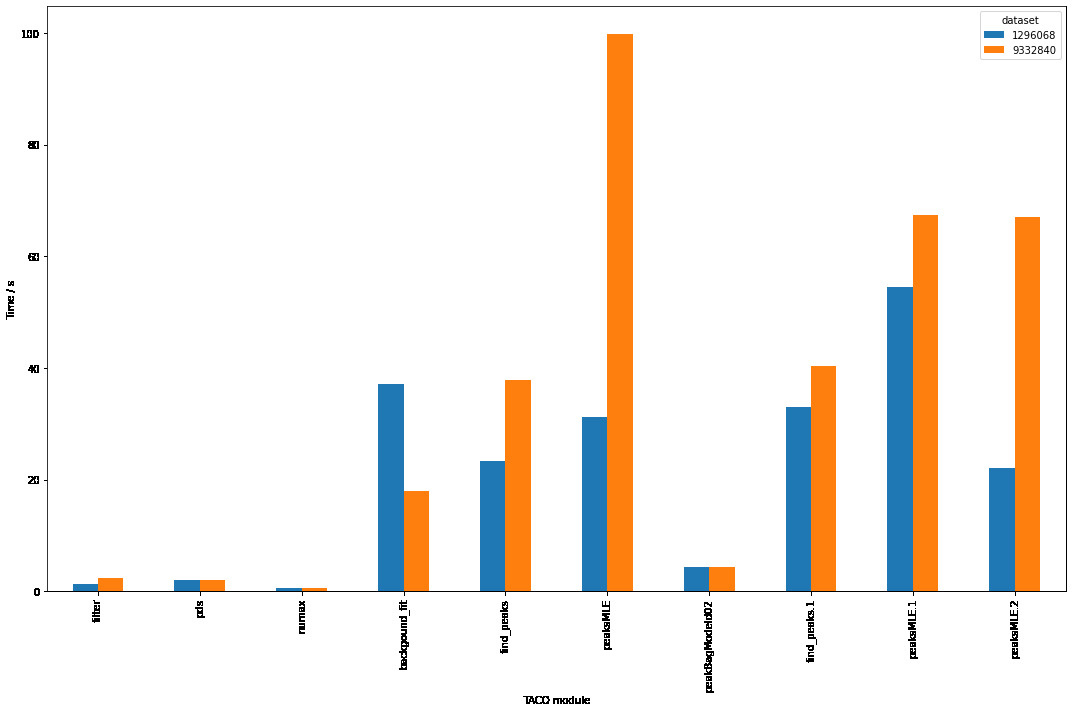 dataset
1296068
9332840
100
80
60
40
20
0
Time / s
filter
pds
numax
backgound_fit
find_peaks
peaksMLE
peakBagModeId02
find_peaks.1
peaksMLE.1
peaksMLE.2
TACO module